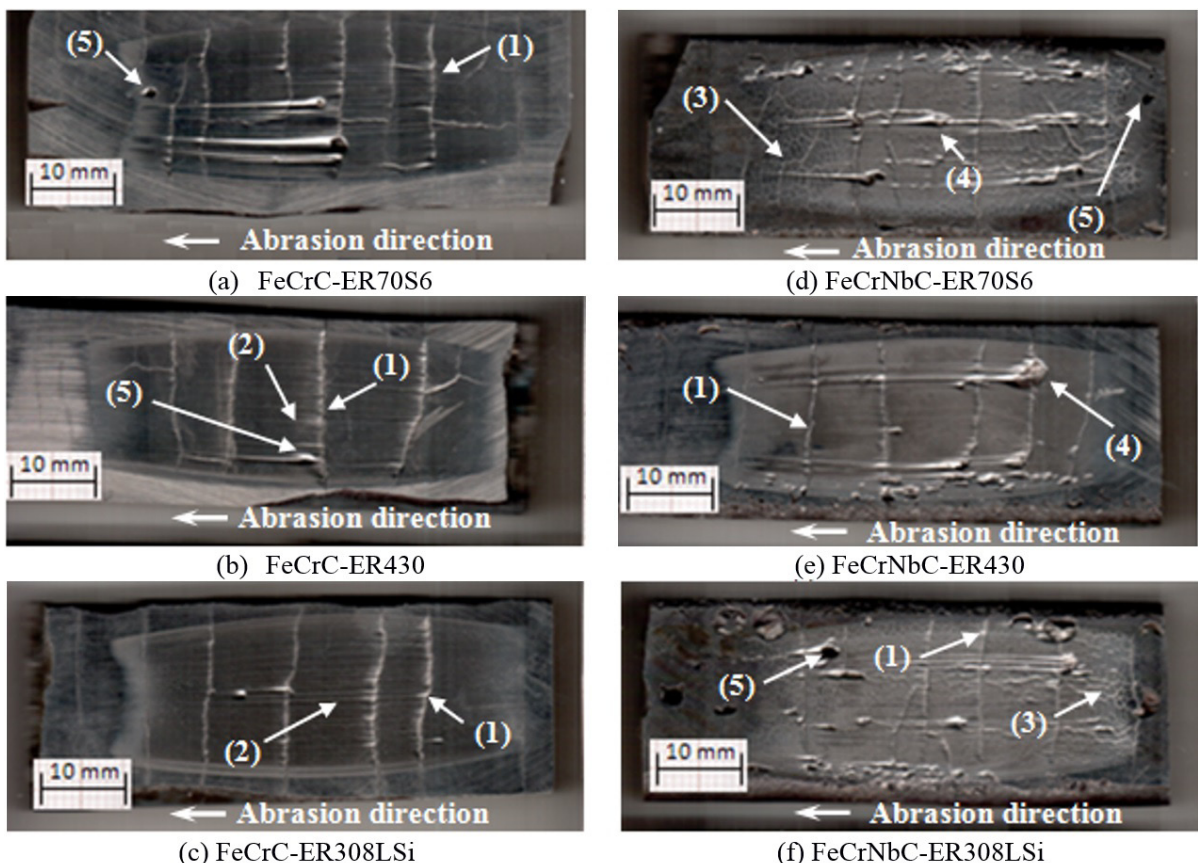 (5)
(1)
10 mm
Abrasion direction
(a) FeCrC-ER70S6
(3)
(4)
(5)
10 mm
Abrasion direction
(d) FeCrNbC-ER70S6
(2)
(1)
(5)
10 mm
Abrasion direction
(b) FeCrC-ER430
(1)
(4)
10 mm
Abrasion direction
(e) FeCrNbC-ER430
(2)
(1)
10 mm
Abrasion direction
(c) FeCrC-ER308LSi
(1)
(5)
(3)
10 mm
Abrasion direction
(f) FeCrNbC-ER308LSi